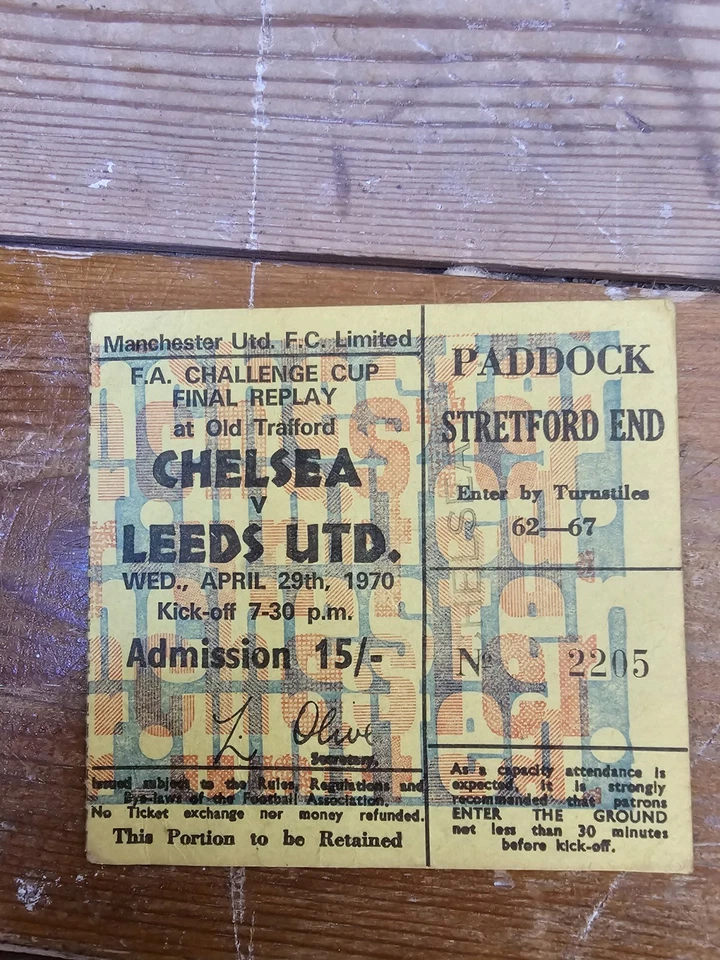 Manchester Utd. F.C. Limited
F.A. CHALLENGE CUP
FINAL REPLAY
at Old Trafford
CHELSEA
V
LEEDS UTD.
WED., APRIL 29th, 1970
Kick-off 7-30 p.m.
Admission 15/-
L. Olive
Secretary.
Issued subject to the Rules, Regulations and
Bye-laws of the Football Association.
No Ticket exchange nor money refunded.
This Portion to be Retained
PADDOCK
STRETFORD END
Enter by Turnstiles
62—67
CHELSEA
No 2205
As a capacity attendance is
expected, it is strongly
recommended that patrons
ENTER THE GROUND
not less than 30 minutes
before kick-off.